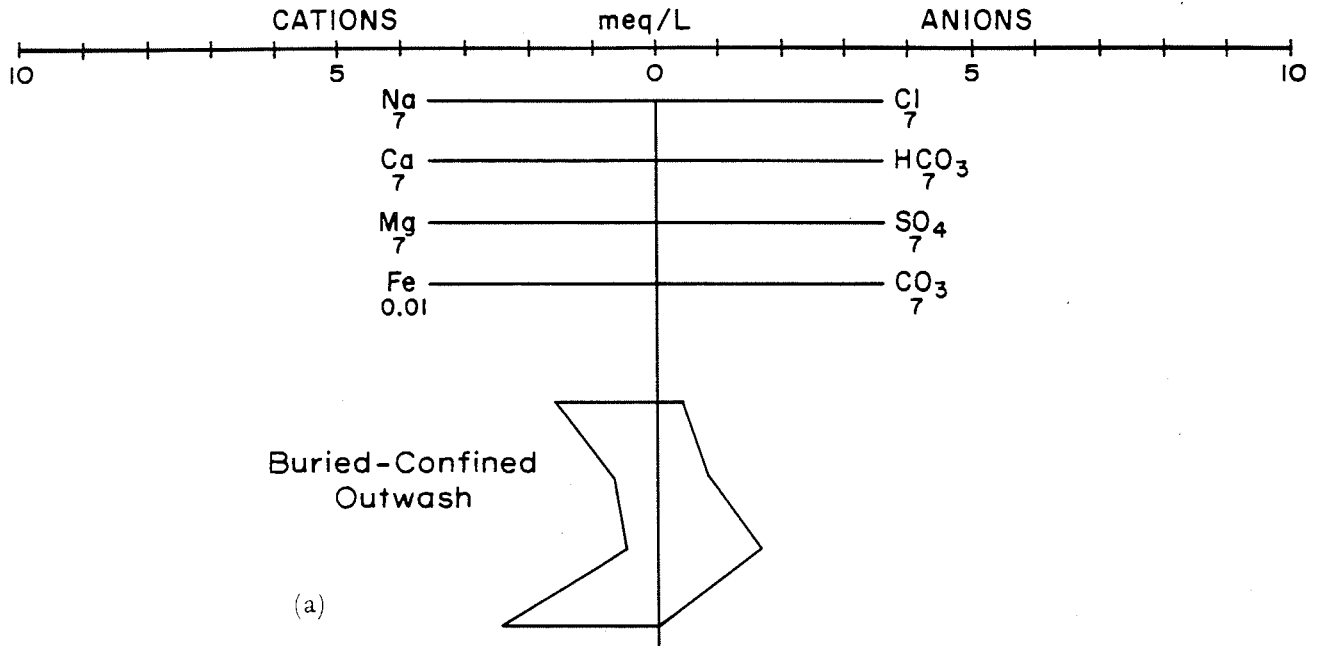 CATIONS meq/L ANIONS
10 5 0 5 10
Na Cl
7 7
Ca HCO₃
7 7
Mg SO₄
7 7
Fe CO₃
0.01 7
Buried-Confined
Outwash
(a)